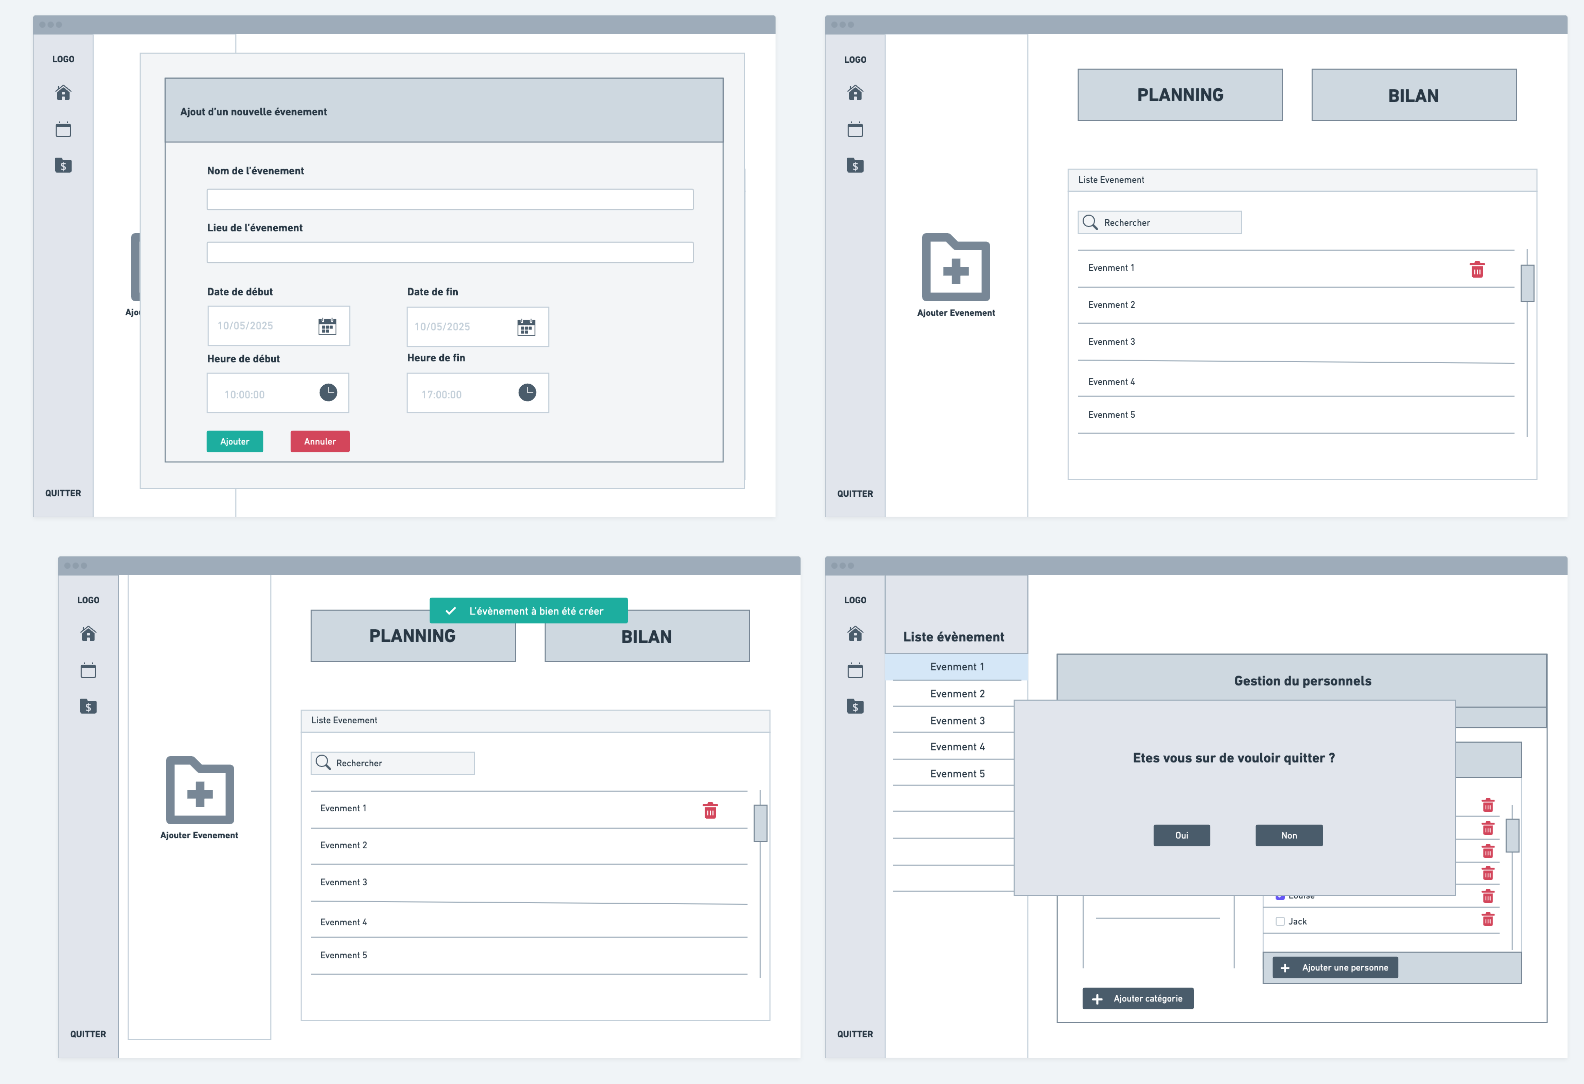 LOGO
$
QUITTER
Ajou
Ajout d'un nouvelle évenement
Nom de l'évenement
Lieu de l'évenement
Date de début
Date de fin
10/05/2025
10/05/2025
Heure de début
Heure de fin
10:00:00
17:00:00
Ajouter
Annuler
LOGO
$
QUITTER
Ajouter Evenement
PLANNING
BILAN
Liste Evenement
Rechercher
Evenment 1
Evenment 2
Evenment 3
Evenment 4
Evenment 5
LOGO
$
QUITTER
Ajouter Evenement
L'évènement à bien été créer
PLANNING
BILAN
Liste Evenement
Rechercher
Evenment 1
Evenment 2
Evenment 3
Evenment 4
Evenment 5
LOGO
$
QUITTER
Liste évènement
Evenment 1
Evenment 2
Evenment 3
Evenment 4
Evenment 5
Gestion du personnels
Etes vous sur de vouloir quitter ?
Oui
Non
Louise
Jack
Ajouter une personne
Ajouter catégorie